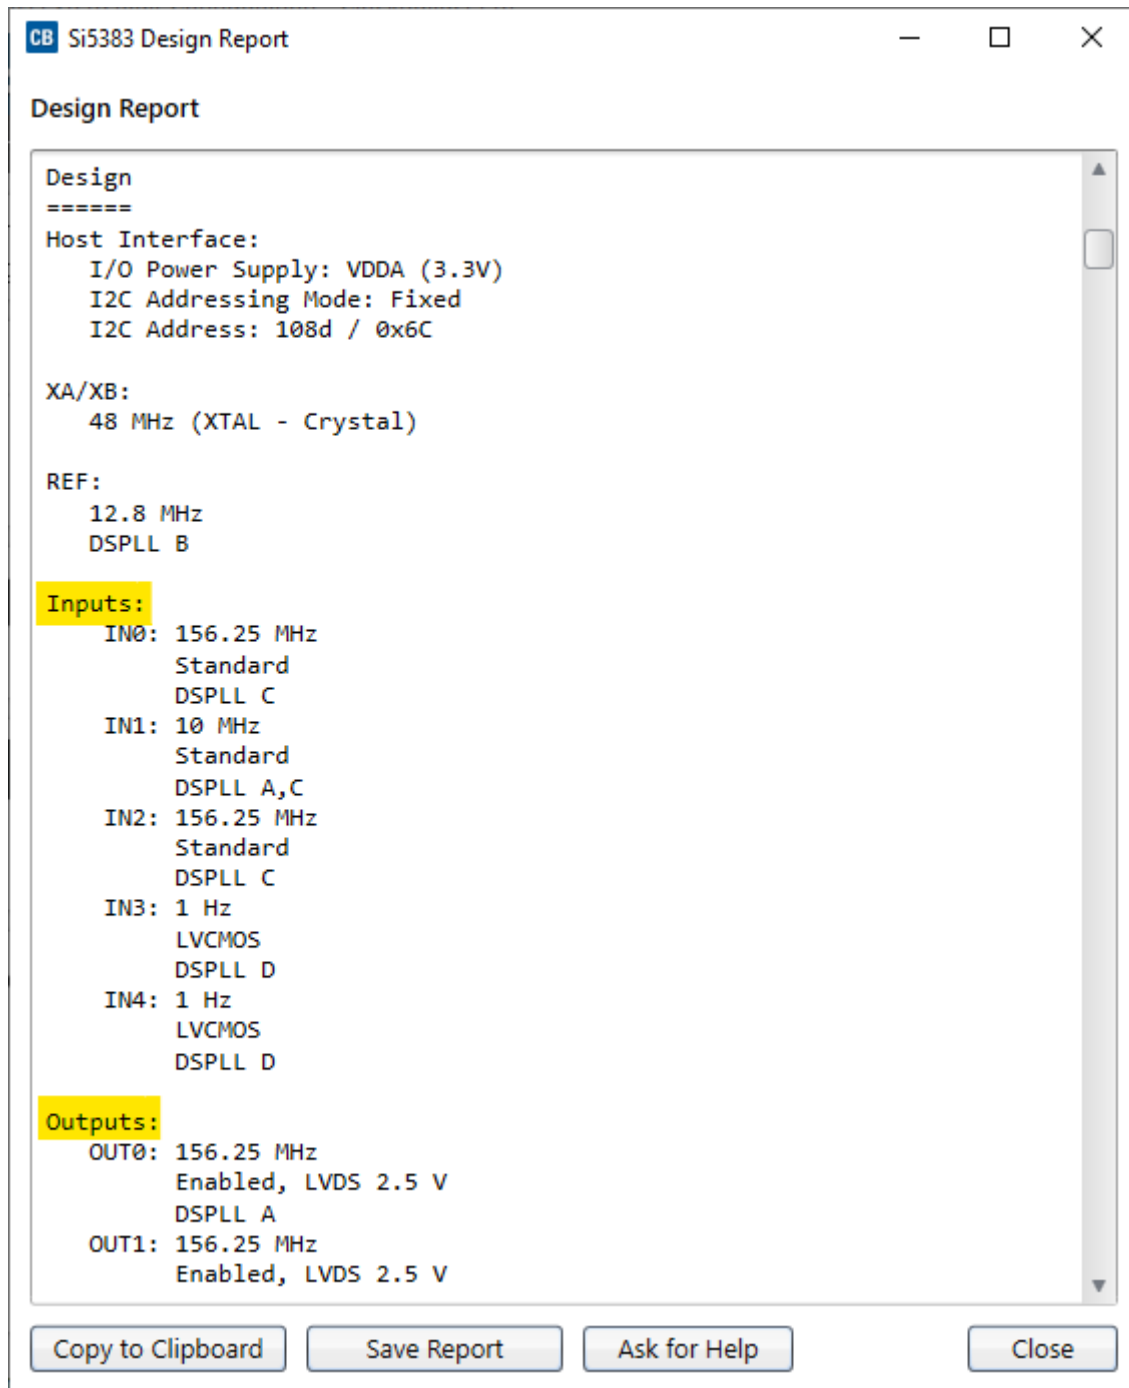 CB Si5383 Design Report
Design Report
Design
======
Host Interface:
I/O Power Supply: VDDA (3.3V)
I2C Addressing Mode: Fixed
I2C Address: 108d / 0x6C
XA/XB:
48 MHz (XTAL - Crystal)
REF:
12.8 MHz
DSPLL B
Inputs:
IN0: 156.25 MHz
Standard
DSPLL C
IN1: 10 MHz
Standard
DSPLL A,C
IN2: 156.25 MHz
Standard
DSPLL C
IN3: 1 Hz
LVCMOS
DSPLL D
IN4: 1 Hz
LVCMOS
DSPLL D
Outputs:
OUT0: 156.25 MHz
Enabled, LVDS 2.5 V
DSPLL A
OUT1: 156.25 MHz
Enabled, LVDS 2.5 V
Copy to Clipboard Save Report Ask for Help Close